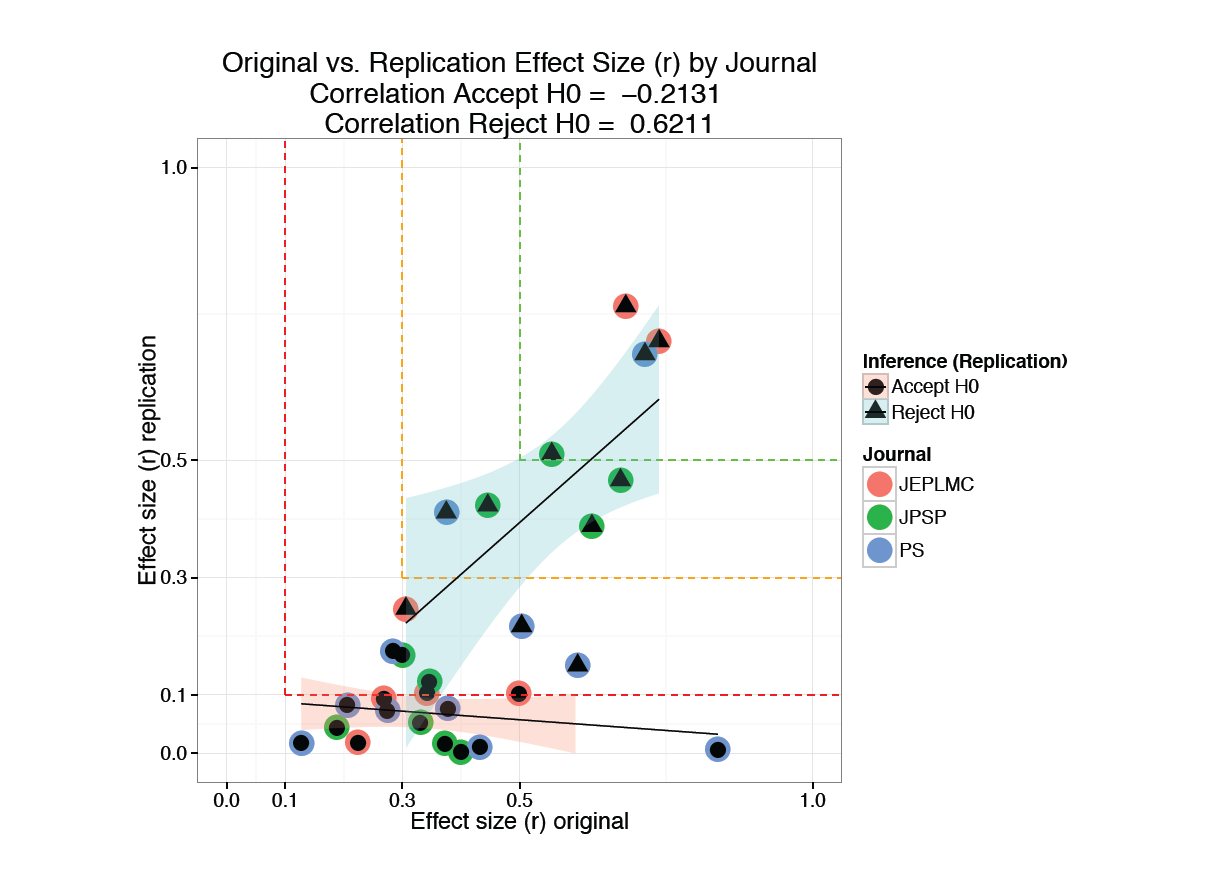 Original vs. Replication Effect Size (r) by Journal
Correlation Accept H0 =  −0.2131
Correlation Reject H0 =  0.6211
1.0
0.5
0.3
0.1
0.0
Effect size (r) replication
0.0 0.1 0.3 0.5 1.0
Effect size (r) original
Inference (Replication)
Accept H0
Reject H0
Journal
JEPLMC
JPSP
PS